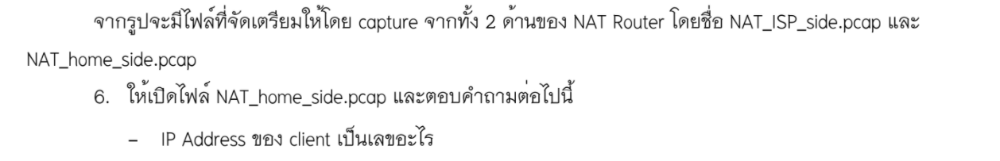 จากรูปจะมีไฟล์ที่จัดเตรียมให้โดย capture จากทั้ง 2 ด้านของ NAT Router โดยชื่อ NAT_ISP_side.pcap และ
NAT_home_side.pcap
6. ให้เปิดไฟล์ NAT_home_side.pcap และตอบคำถามต่อไปนี้
– IP Address ของ client เป็นเลขอะไร